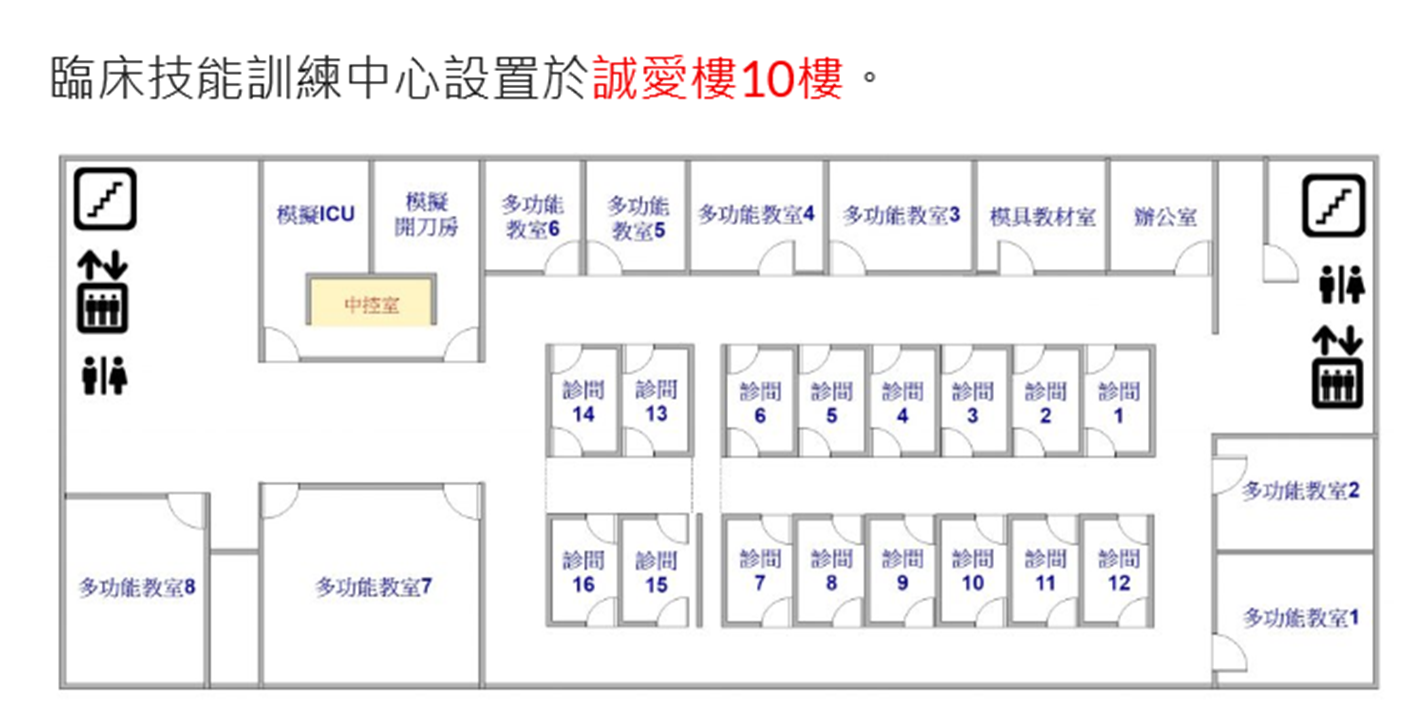 臨床技能訓練中心設置於誠愛樓10樓。
模擬ICU
模擬
開刀房
多功能
教室6
多功能
教室5
多功能教室4
多功能教室3
模具教材室
辦公室
中控室
診間
14
診間
13
診間
6
診間
5
診間
4
診間
3
診間
2
診間
1
多功能教室2
診間
16
診間
15
診間
7
診間
8
診間
9
診間
10
診間
11
診間
12
多功能教室8
多功能教室7
多功能教室1